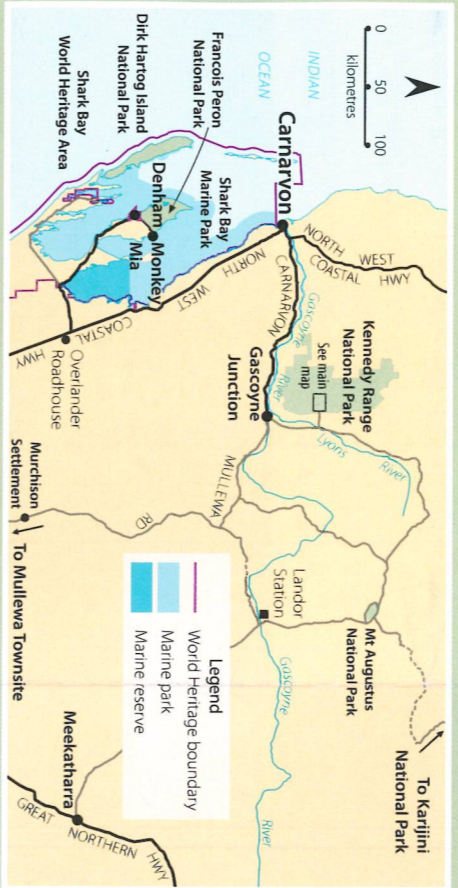 0 50 100
kilometres
INDIAN
OCEAN
Francois Peron
National Park
Dirk Hartog Island
National Park
Shark Bay
World Heritage Area
Carnarvon
Shark Bay
Marine Park
Denham
Monkey
Mia
NORTH WEST
COASTAL HWY
CARNARVON
NORTH
WEST
COASTAL
HWY
Overlander
Roadhouse
Gascoyne
River
Kennedy Range
National Park
See main
map
Gascoyne
Junction
Lyons
River
MULLEWA
RD
Murchison
Settlement
To Mullewa Townsite
Landor
Station
Mt Augustus
National Park
To Karijini
National Park
Gascoyne
River
Legend
World Heritage boundary
Marine park
Marine reserve
Meekatharra
GREAT
NORTHERN
HWY